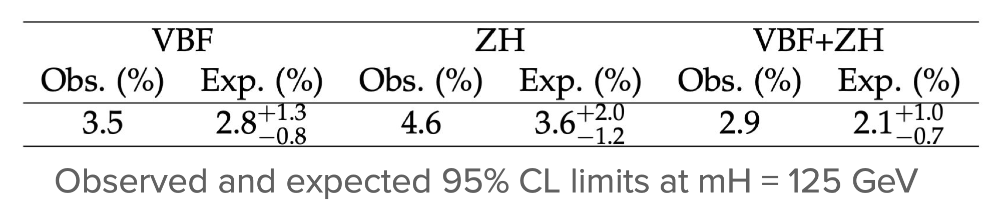 VBF ZH VBF+ZH
Obs. (%) Exp. (%) Obs. (%) Exp. (%) Obs. (%) Exp. (%)
3.5 2.8+1.3−0.8 4.6 3.6+2.0−1.2 2.9 2.1+1.0−0.7
Observed and expected 95% CL limits at mH = 125 GeV